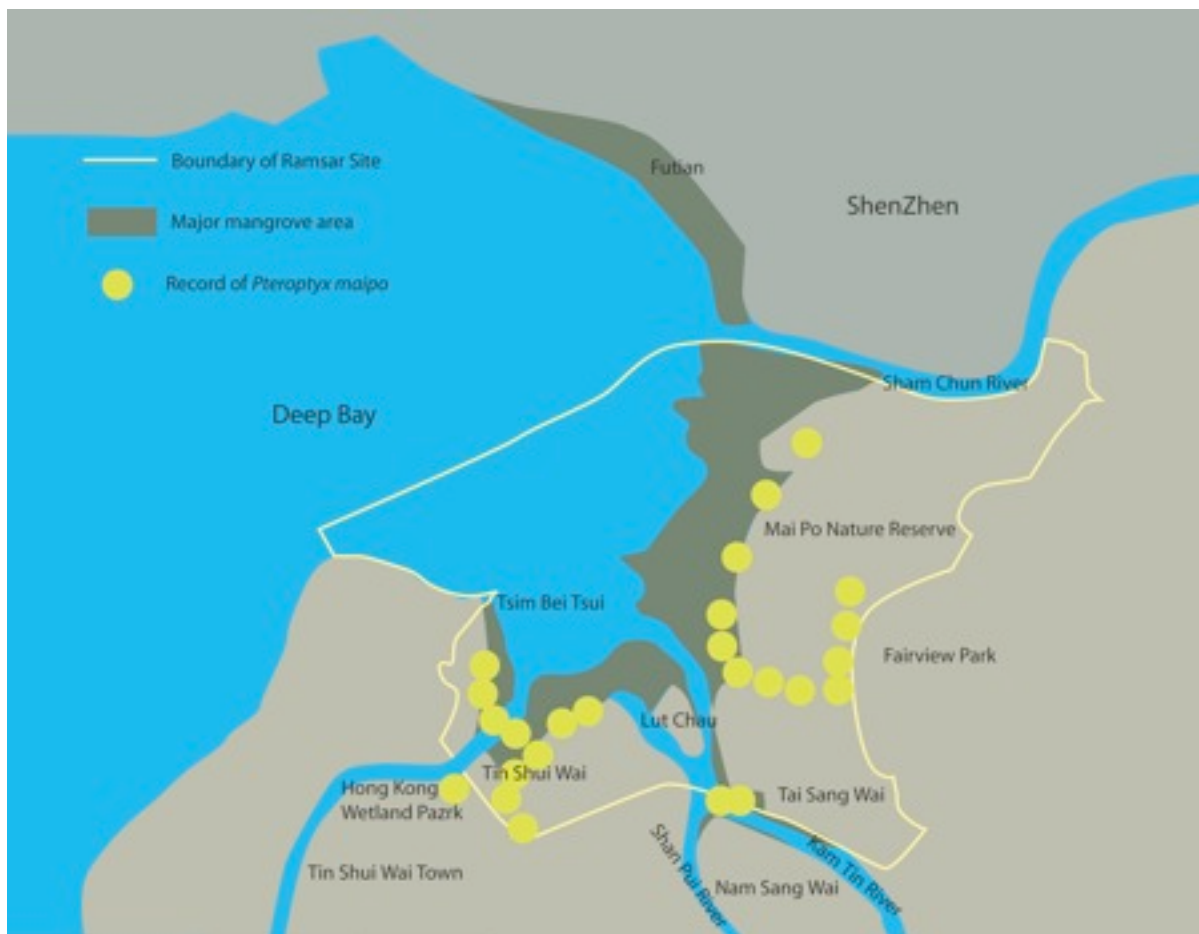 Boundary of Ramsar Site
Futian
ShenZhen
Major mangrove area
Record of Pteroptyx maipo
Sham Chun River
Deep Bay
Mai Po Nature Reserve
Tsim Bei Tsui
Fairview Park
Lut Chau
Tin Shui Wai
Hong Kong
Wetland Pazrk
Tai Sang Wai
Shan Pui River
Kam Tin River
Tin Shui Wai Town
Nam Sang Wai